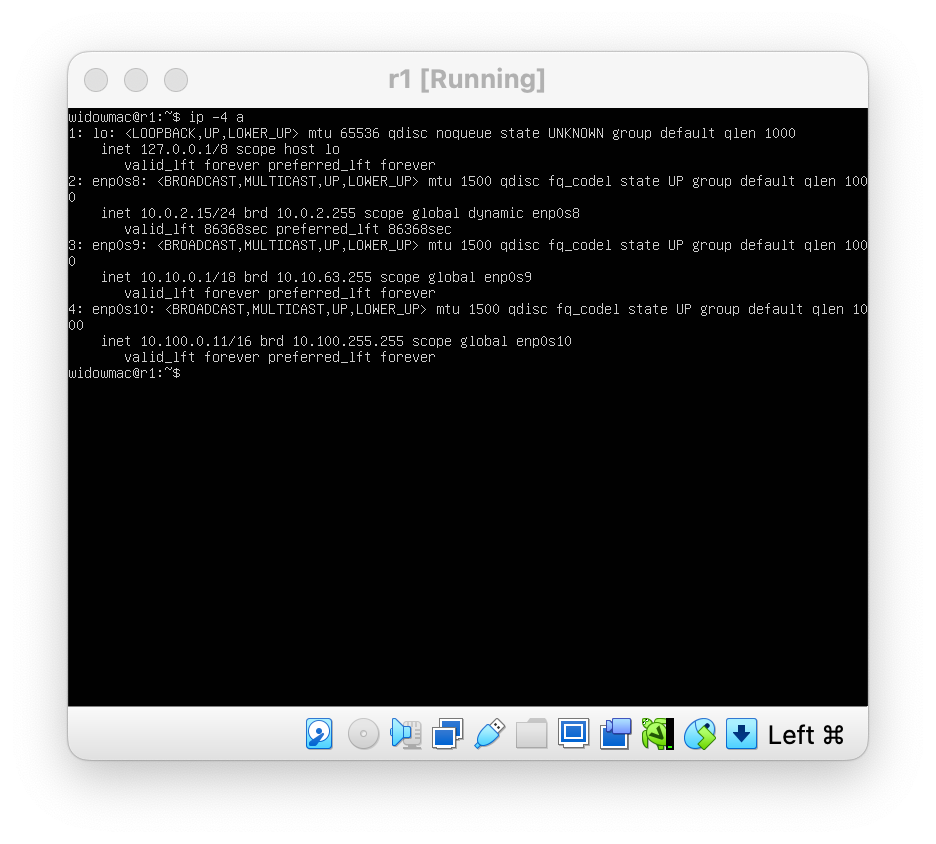 r1 [Running]
widowmac@r1:~$ ip -4 a
1: lo: <LOOPBACK,UP,LOWER_UP> mtu 65536 qdisc noqueue state UNKNOWN group default qlen 1000
    inet 127.0.0.1/8 scope host lo
       valid_lft forever preferred_lft forever
2: enp0s8: <BROADCAST,MULTICAST,UP,LOWER_UP> mtu 1500 qdisc fq_codel state UP group default qlen 100
0
    inet 10.0.2.15/24 brd 10.0.2.255 scope global dynamic enp0s8
       valid_lft 86368sec preferred_lft 86368sec
3: enp0s9: <BROADCAST,MULTICAST,UP,LOWER_UP> mtu 1500 qdisc fq_codel state UP group default qlen 100
0
    inet 10.10.0.1/18 brd 10.10.63.255 scope global enp0s9
       valid_lft forever preferred_lft forever
4: enp0s10: <BROADCAST,MULTICAST,UP,LOWER_UP> mtu 1500 qdisc fq_codel state UP group default qlen 10
00
    inet 10.100.0.11/16 brd 10.100.255.255 scope global enp0s10
       valid_lft forever preferred_lft forever
widowmac@r1:~$
Left ⌘